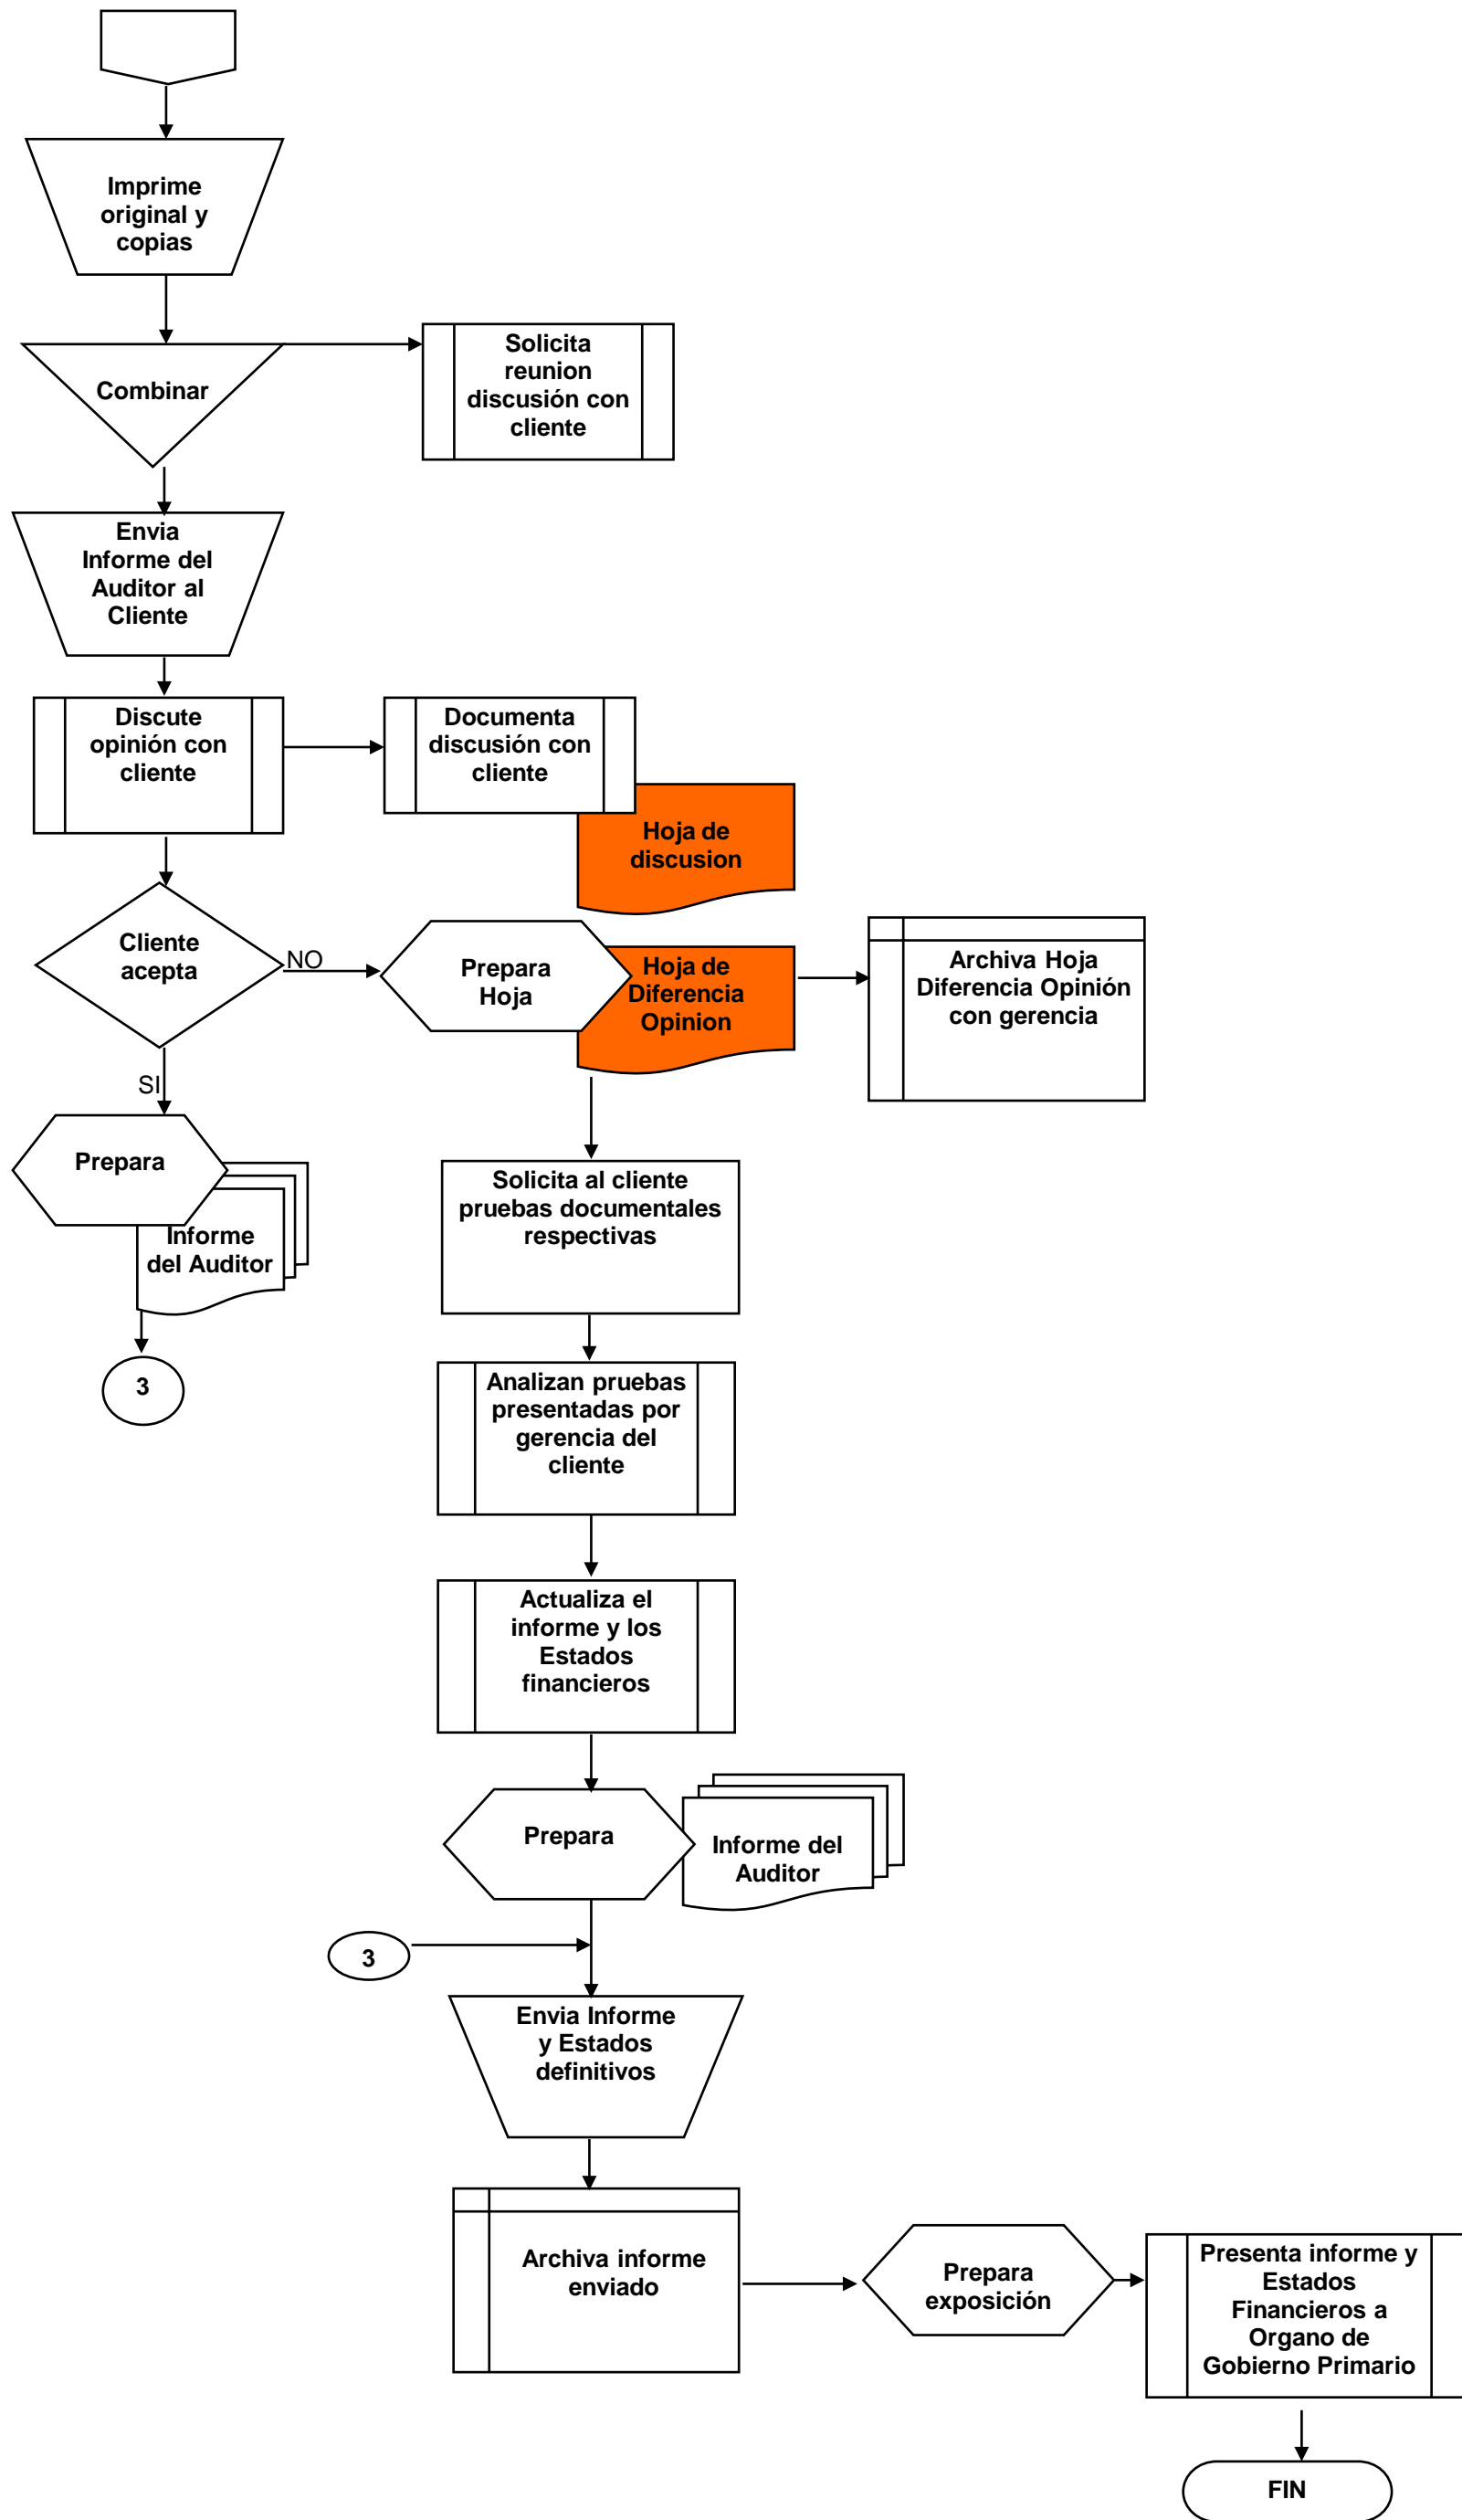 Imprime
original y
copias
Combinar
Solicita
reunion
discusión con
cliente
Envia
Informe del
Auditor al
Cliente
Discute
opinión con
cliente
Documenta
discusión con
cliente
Hoja de
discusion
Cliente
acepta
NO
Prepara
Hoja
Hoja de
Diferencia
Opinion
Archiva Hoja
Diferencia Opinión
con gerencia
SI
Prepara
Informe
del Auditor
3
Solicita al cliente
pruebas documentales
respectivas
Analizan pruebas
presentadas por
gerencia del
cliente
Actualiza el
informe y los
Estados
financieros
Prepara
Informe del
Auditor
3
Envia Informe
y Estados
definitivos
Archiva informe
enviado
Prepara
exposición
Presenta informe y
Estados
Financieros a
Organo de
Gobierno Primario
FIN